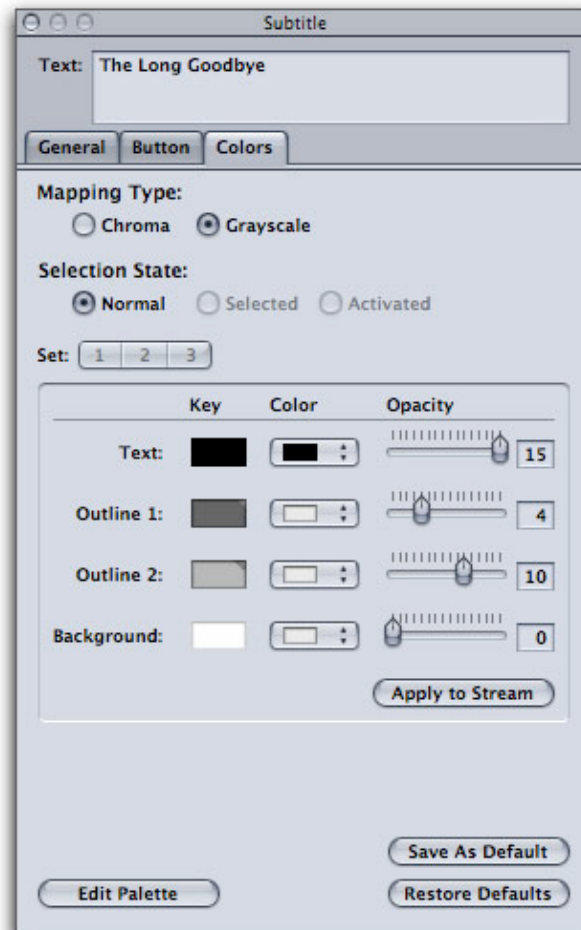 Subtitle
Text: The Long Goodbye
General Button Colors
Mapping Type:
Chroma Grayscale
Selection State:
Normal Selected Activated
Set: 1 2 3
Key Color Opacity
Text: 15
Outline 1: 4
Outline 2: 10
Background: 0
Apply to Stream
Save As Default
Edit Palette Restore Defaults